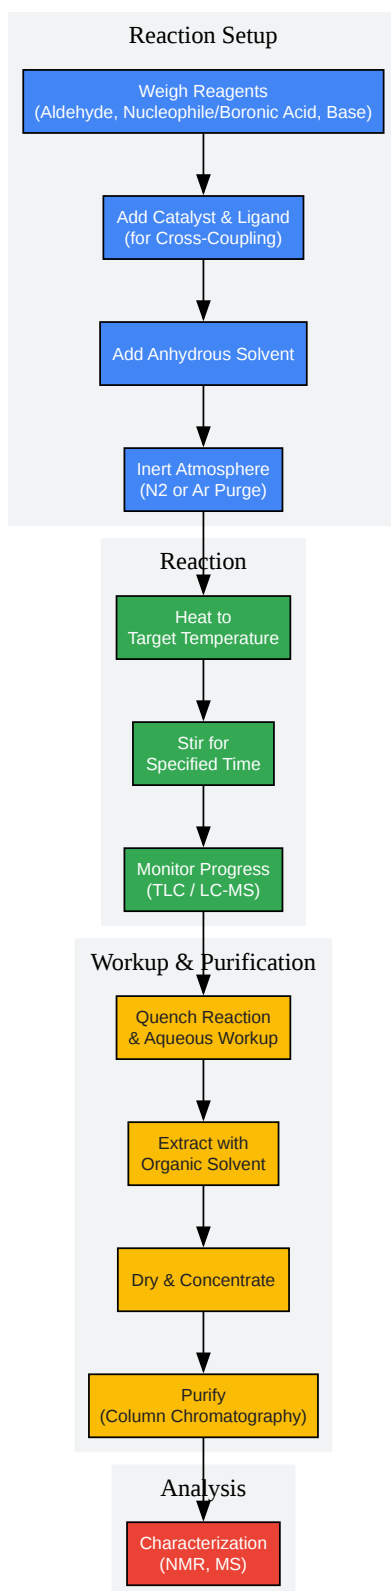 Reaction Setup
Weigh Reagents
(Aldehyde, Nucleophile/Boronic Acid, Base)
Add Catalyst & Ligand
(for Cross-Coupling)
Add Anhydrous Solvent
Inert Atmosphere
(N2 or Ar Purge)
Reaction
Heat to
Target Temperature
Stir for
Specified Time
Monitor Progress
(TLC / LC-MS)
Workup & Purification
Quench Reaction
& Aqueous Workup
Extract with
Organic Solvent
Dry & Concentrate
Purify
(Column Chromatography)
Analysis
Characterization
(NMR, MS)